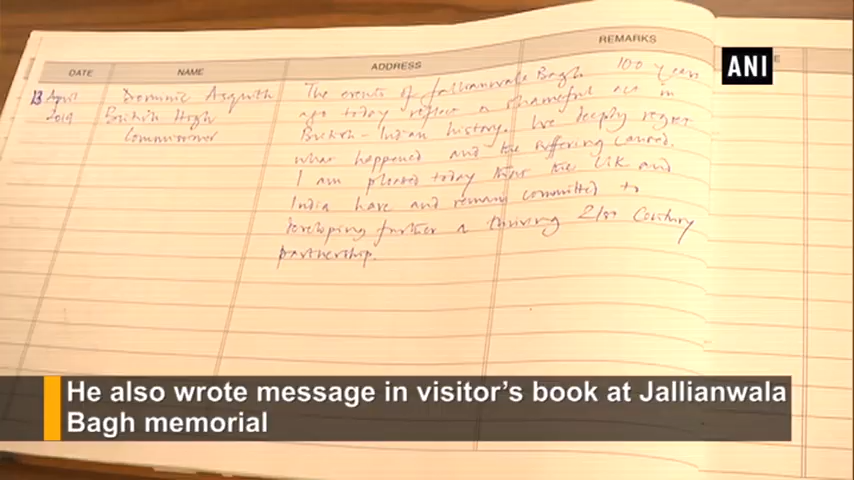 DATE NAME ADDRESS REMARKS E
ANI
13 April Dominic Asquith The events of Jallianwala Bagh 100 years
2019 British High ago today reflect a shameful act in
Commissioner British-Indian history. We deeply regret
what happened and the suffering caused.
I am pleased today that the UK and
India have and remain committed to
developing further a thriving 21st Century
partnership.
He also wrote message in visitor's book at Jallianwala
Bagh memorial